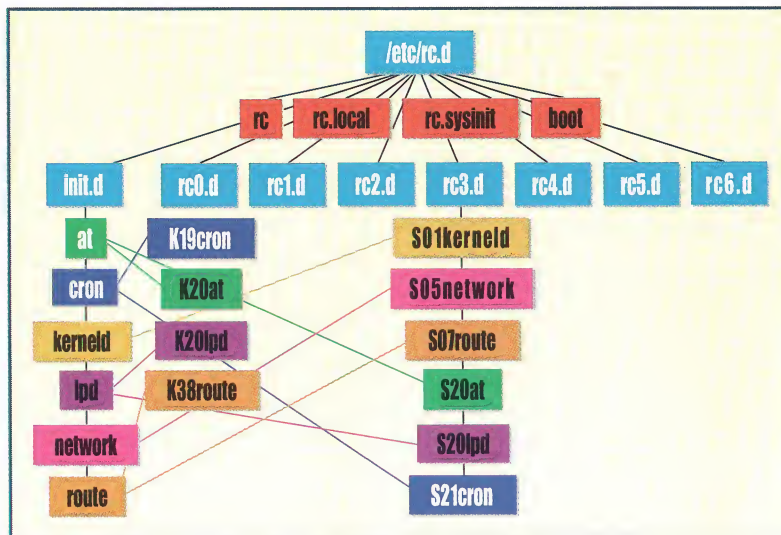 /etc/rc.d
rc
rc.local
rc.sysinit
boot
init.d
rc0.d
rc1.d
rc2.d
rc3.d
rc4.d
rc5.d
rc6.d
at
K19cron
S01kerneld
cron
K20at
S05network
kerneld
K20lpd
S07route
lpd
K38route
S20at
network
S20lpd
route
S21cron